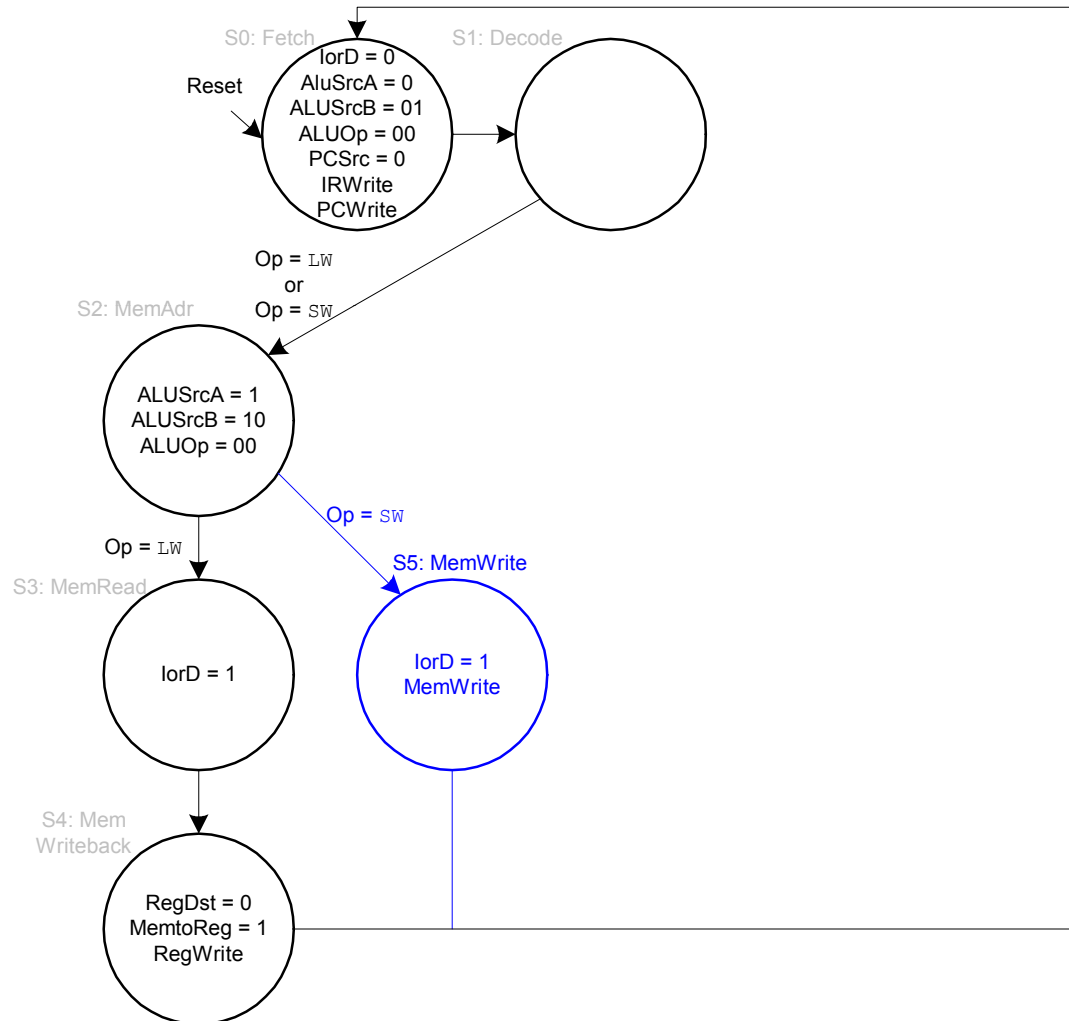 S0: Fetch
S1: Decode
Reset
IorD = 0
AluSrcA = 0
ALUSrcB = 01
ALUOp = 00
PCSrc = 0
IRWrite
PCWrite
Op = LW
or
Op = SW
S2: MemAdr
ALUSrcA = 1
ALUSrcB = 10
ALUOp = 00
Op = SW
Op = LW
S5: MemWrite
S3: MemRead
IorD = 1
IorD = 1
MemWrite
S4: Mem
Writeback
RegDst = 0
MemtoReg = 1
RegWrite